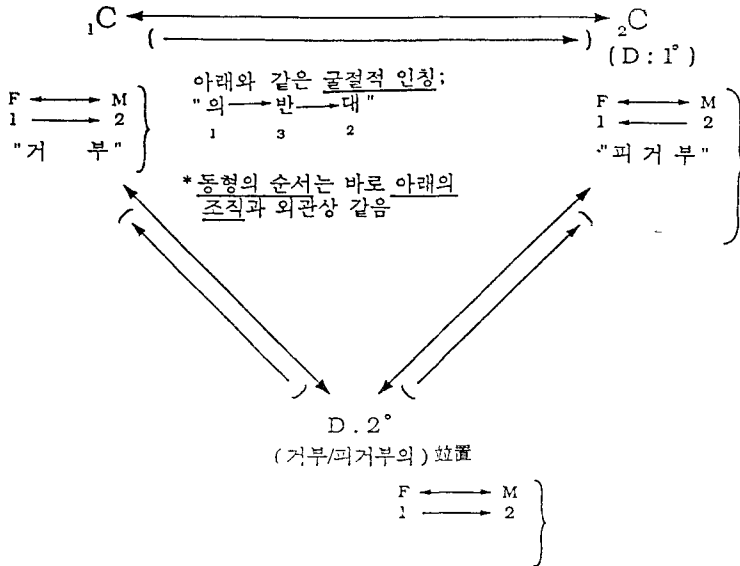 ₁C ₂C
(D : 1°)
아래와 같은 굴절적 인칭;
"의 반 대"
1 3 2
F M
1 2
"거 부"
F M
1 2
"피거부"
*동형의 순서는 바로 아래의
조직과 외관상 같음
D . 2°
(거부/피거부의) 竝置
F M
1 2